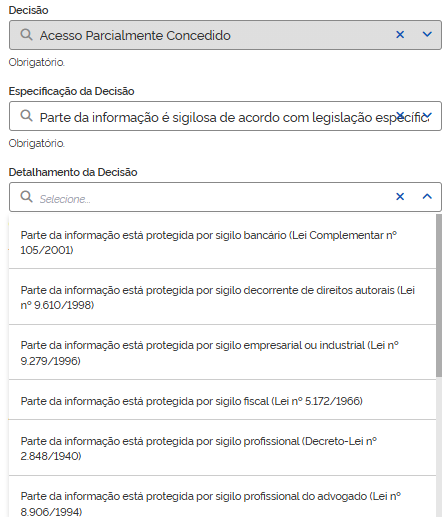 Decisão
Acesso Parcialmente Concedido
Obrigatório.
Especificação da Decisão
Parte da informação é sigilosa de acordo com legislação específic
Obrigatório.
Detalhamento da Decisão
Selecione...
Parte da informação está protegida por sigilo bancário (Lei Complementar nº
105/2001)
Parte da informação está protegida por sigilo decorrente de direitos autorais (Lei
nº 9.610/1998)
Parte da informação está protegida por sigilo empresarial ou industrial (Lei nº
9.279/1996)
Parte da informação está protegida por sigilo fiscal (Lei nº 5.172/1966)
Parte da informação está protegida por sigilo profissional (Decreto-Lei nº
2.848/1940)
Parte da informação está protegida por sigilo profissional do advogado (Lei nº
8.906/1994)